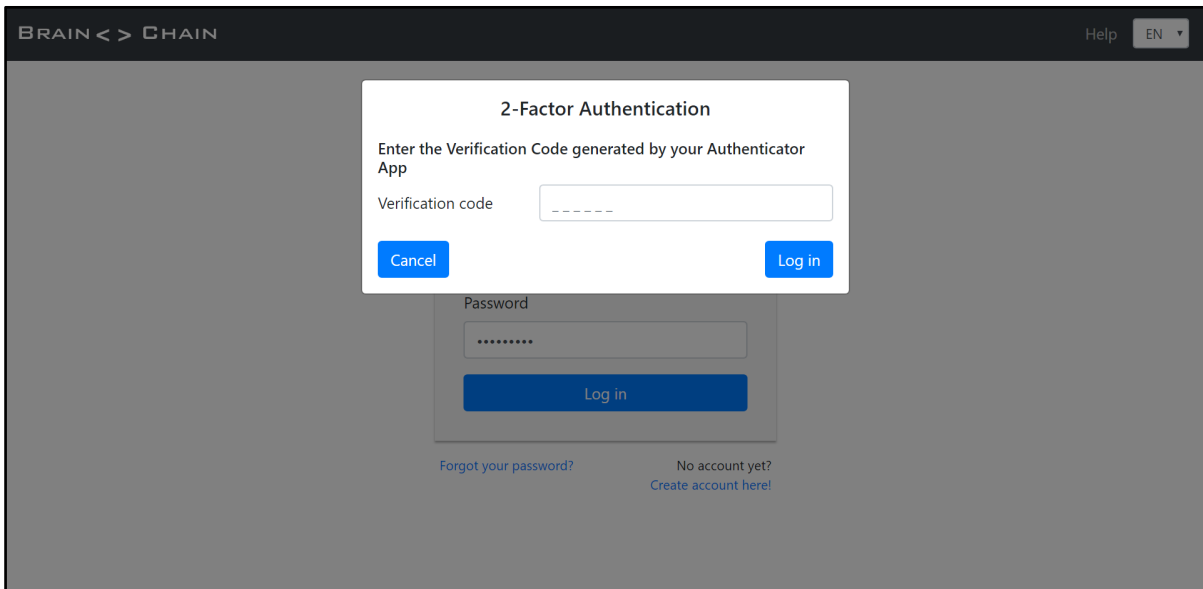 BRAIN < > CHAIN
Help
EN
2-Factor Authentication
Enter the Verification Code generated by your Authenticator
App
Verification code
_ _ _ _ _ _
Cancel
Log in
Password
•••••••••
Log in
Forgot your password?
No account yet?
Create account here!